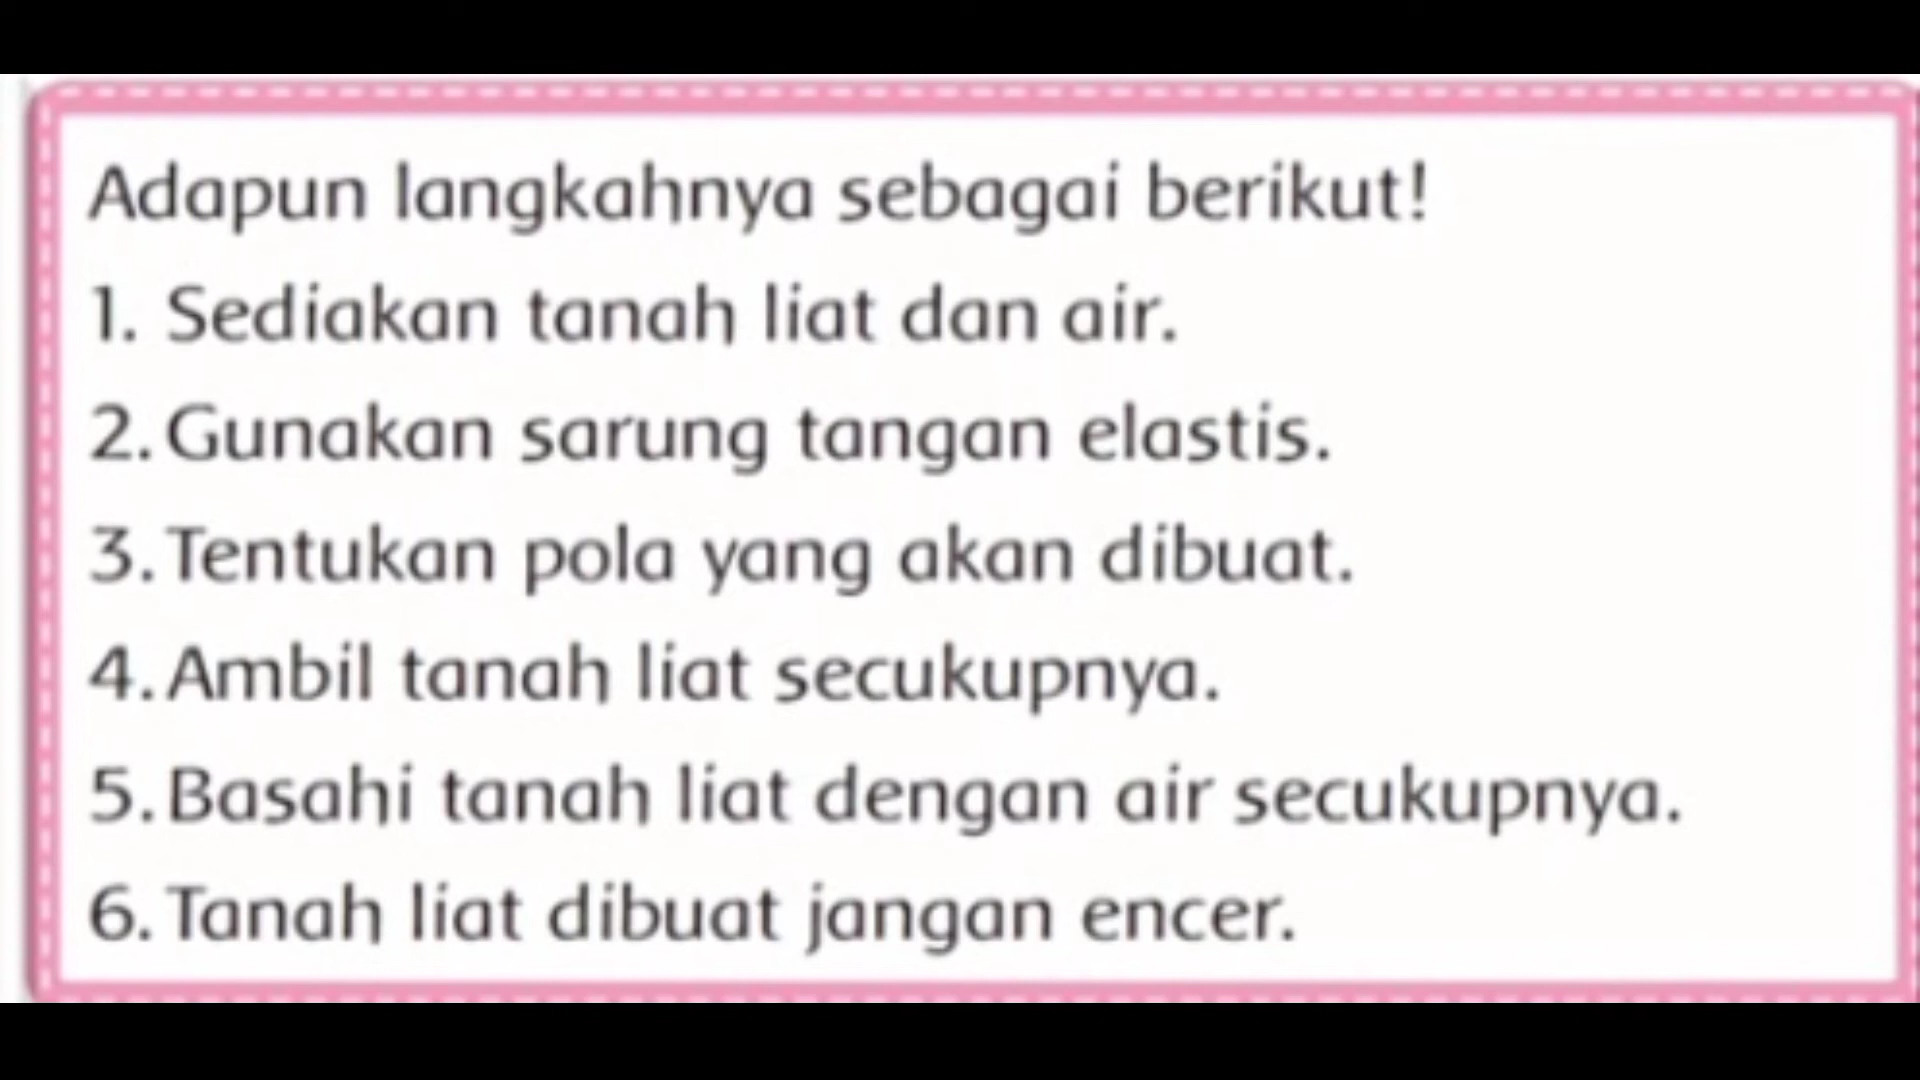 Adapun langkahnya sebagai berikut!
1. Sediakan tanah liat dan air.
2. Gunakan sarung tangan elastis.
3. Tentukan pola yang akan dibuat.
4. Ambil tanah liat secukupnya.
5. Basahi tanah liat dengan air secukupnya.
6. Tanah liat dibuat jangan encer.